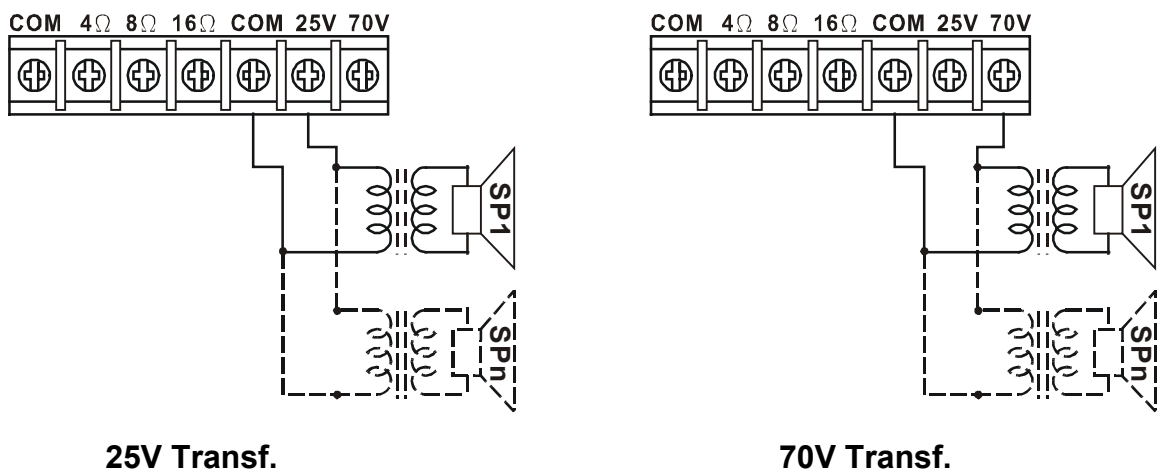 COM 4Ω 8Ω 16Ω COM 25V 70V
SP1
SPn
25V Transf.
COM 4Ω 8Ω 16Ω COM 25V 70V
SP1
SPn
70V Transf.